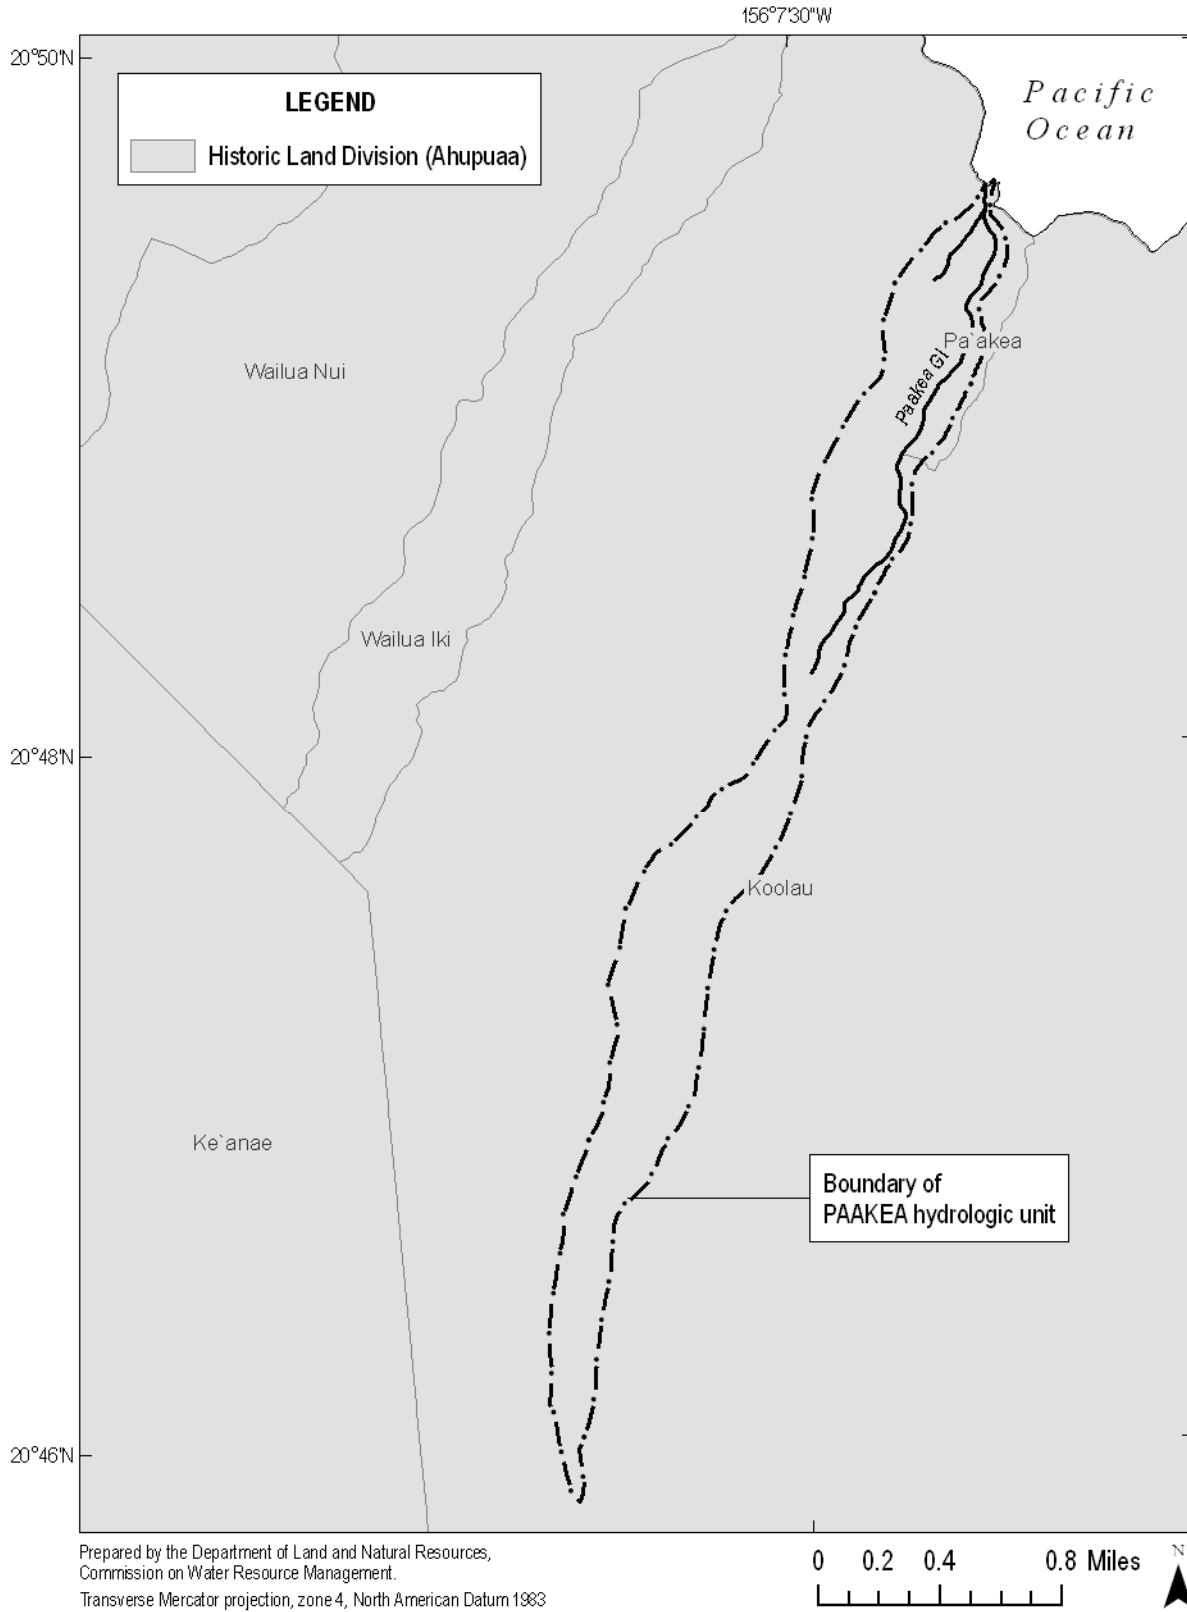 156°7'30"W
20°50'N
Pacific
Ocean
LEGEND
Historic Land Division (Ahupuaa)
Pa`akea
Wailua Nui
Paakea Gl
Wailua Iki
20°48'N
Koolau
Ke`anae
Boundary of
PAAKEA hydrologic unit
20°46'N
Prepared by the Department of Land and Natural Resources,
Commission on Water Resource Management.
Transverse Mercator projection, zone 4, North American Datum 1983
0 0.2 0.4 0.8 Miles
N